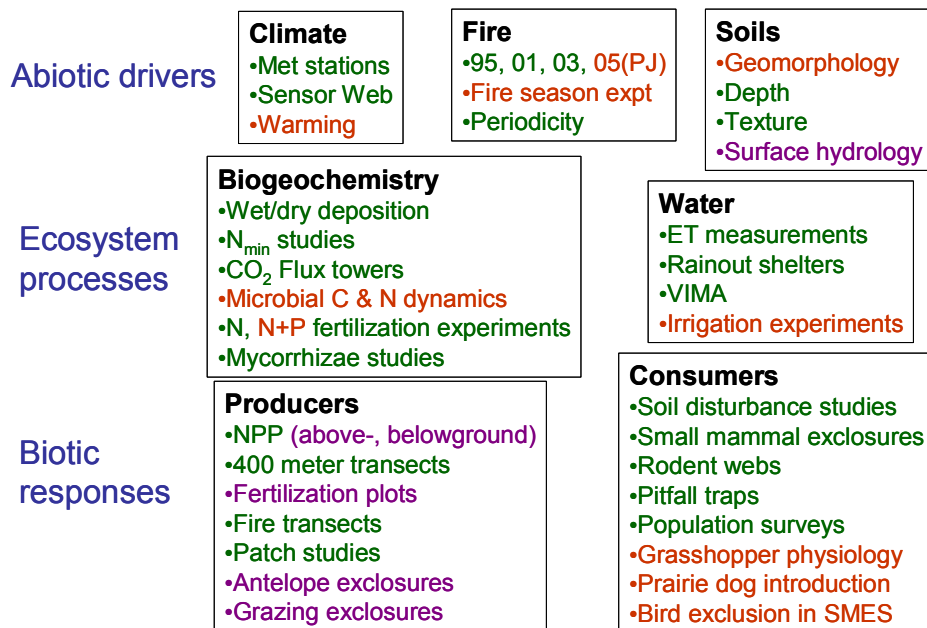 Abiotic drivers
Climate
•Met stations
•Sensor Web
•Warming
Fire
•95, 01, 03, 05(PJ)
•Fire season expt
•Periodicity
Soils
•Geomorphology
•Depth
•Texture
•Surface hydrology
Ecosystem
processes
Biogeochemistry
•Wet/dry deposition
•Nmin studies
•CO2 Flux towers
•Microbial C & N dynamics
•N, N+P fertilization experiments
•Mycorrhizae studies
Water
•ET measurements
•Rainout shelters
•VIMA
•Irrigation experiments
Biotic
responses
Producers
•NPP (above-, belowground)
•400 meter transects
•Fertilization plots
•Fire transects
•Patch studies
•Antelope exclosures
•Grazing exclosures
Consumers
•Soil disturbance studies
•Small mammal exclosures
•Rodent webs
•Pitfall traps
•Population surveys
•Grasshopper physiology
•Prairie dog introduction
•Bird exclusion in SMES